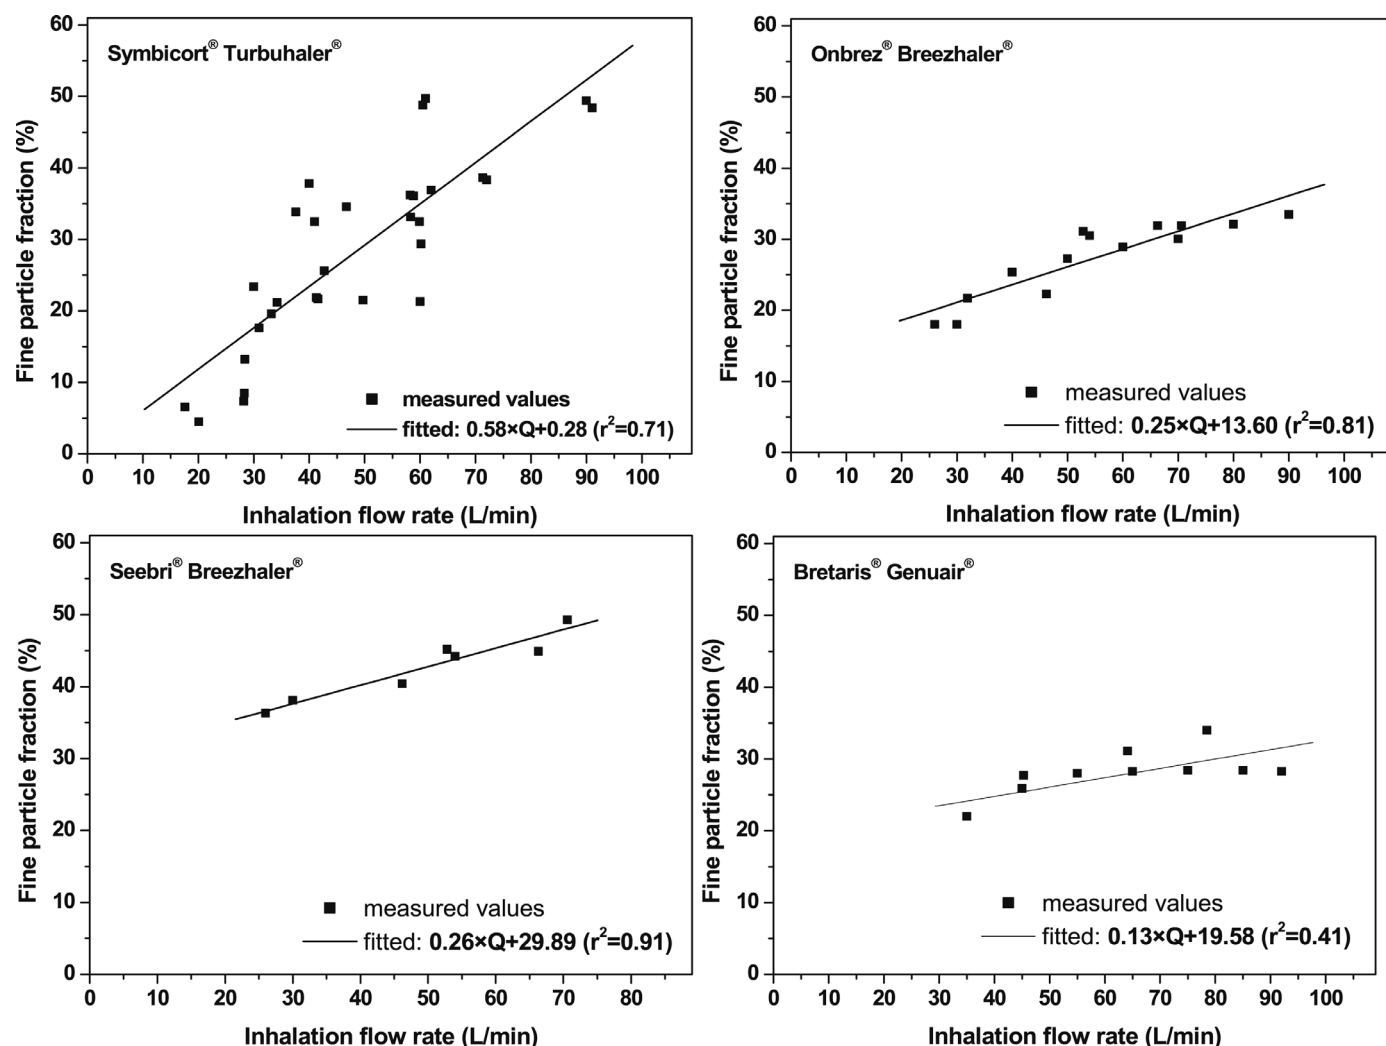 Symbicort® Turbuhaler®
Fine particle fraction (%)
60
50
40
30
20
10
0
measured values
fitted: 0.58×Q+0.28 (r²=0.71)
0 10 20 30 40 50 60 70 80 90 100
Inhalation flow rate (L/min)
Onbrez® Breezhaler®
Fine particle fraction (%)
60
50
40
30
20
10
0
measured values
fitted: 0.25×Q+13.60 (r²=0.81)
0 20 30 40 50 60 70 80 90 100
Inhalation flow rate (L/min)
Seebri® Breezhaler®
Fine particle fraction (%)
60
50
40
30
20
10
0
measured values
fitted: 0.26×Q+29.89 (r²=0.91)
0 20 30 40 50 60 70 80
Inhalation flow rate (L/min)
Bretaris® Genuair®
Fine particle fraction (%)
60
50
40
30
20
10
0
measured values
fitted: 0.13×Q+19.58 (r²=0.41)
0 10 20 30 40 50 60 70 80 90 100
Inhalation flow rate (L/min)